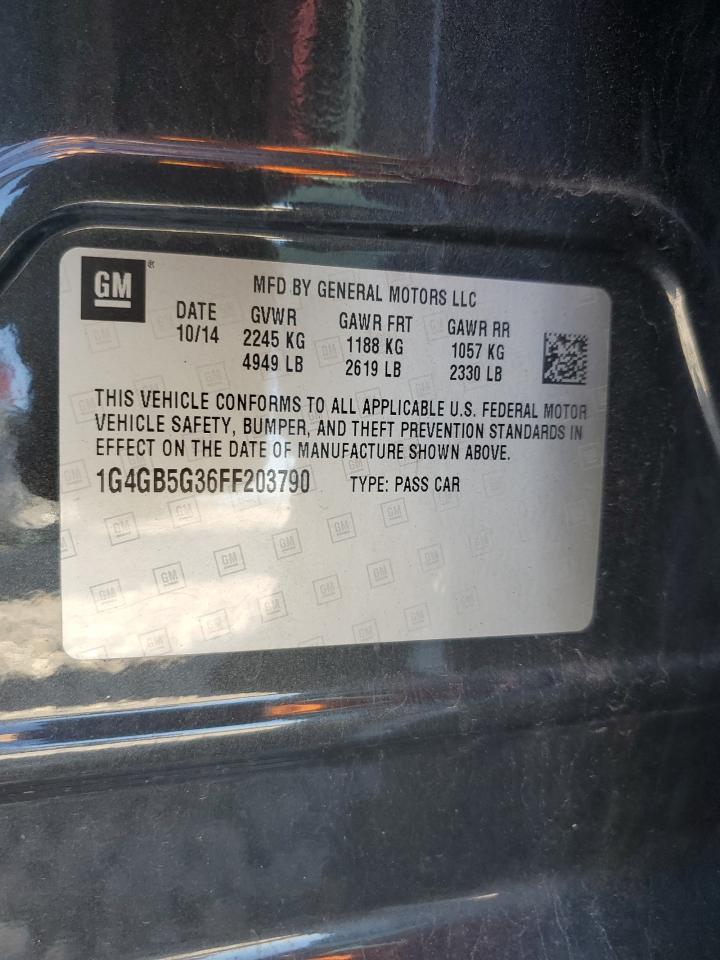 GM
MFD BY GENERAL MOTORS LLC
DATE GVWR GAWR FRT GAWR RR
10/14 2245 KG 1188 KG 1057 KG
4949 LB 2619 LB 2330 LB
THIS VEHICLE CONFORMS TO ALL APPLICABLE U.S. FEDERAL MOTOR
VEHICLE SAFETY, BUMPER, AND THEFT PREVENTION STANDARDS IN
EFFECT ON THE DATE OF MANUFACTURE SHOWN ABOVE.
1G4GB5G36FF203790 TYPE: PASS CAR